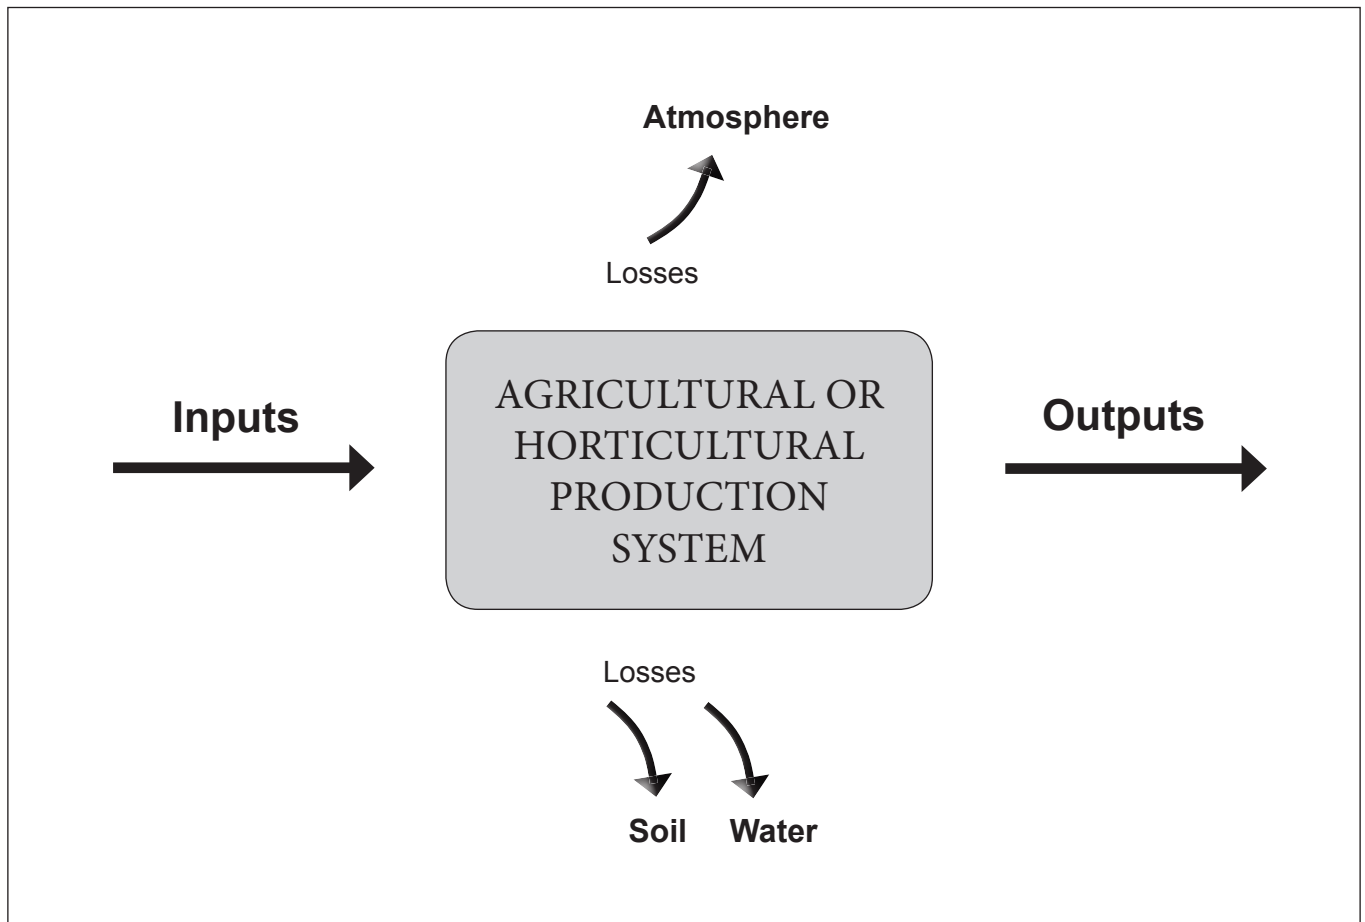 Atmosphere
Losses
Inputs
AGRICULTURAL OR
HORTICULTURAL
PRODUCTION
SYSTEM
Outputs
Losses
Soil
Water